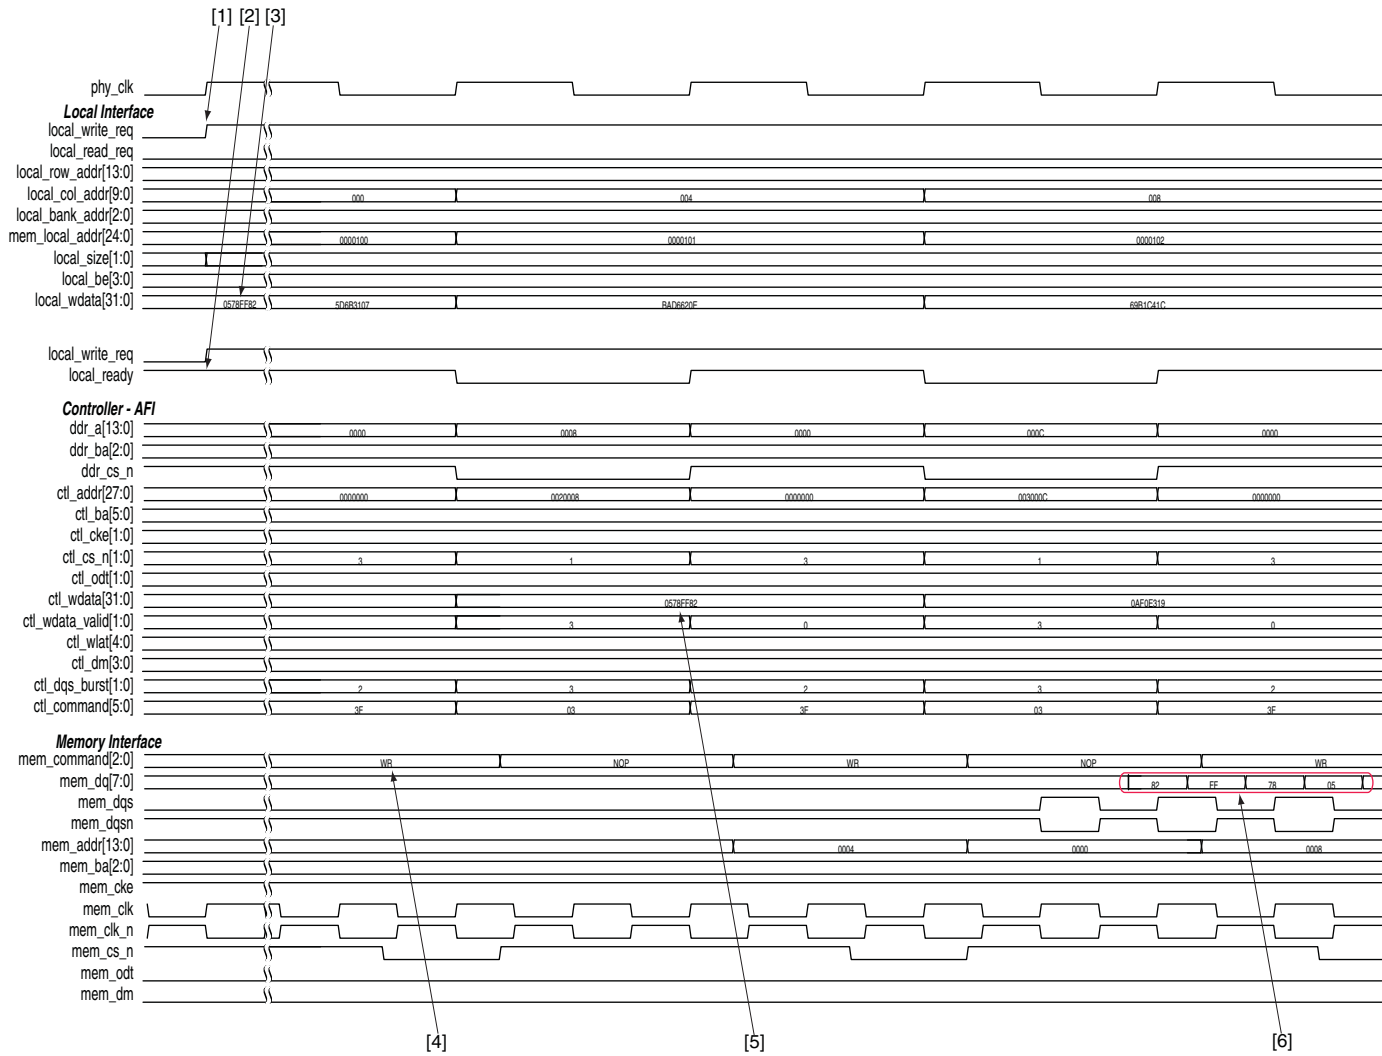 [1] [2] [3]
phy_clk
Local Interface
local_write_req
local_read_req
local_row_addr[13:0]
local_col_addr[9:0] 000 004 008
local_bank_addr[2:0]
mem_local_addr[24:0] 0000100 0000101 0000102
local_size[1:0]
local_be[3:0]
local_wdata[31:0] 0578FF82 5D6B3107 BAD6620E 69B1C41C
local_write_req
local_ready
Controller - AFI
ddr_a[13:0] 0000 0008 0000 000C 0000
ddr_ba[2:0]
ddr_cs_n
ctl_addr[27:0] 0000000 0020008 0000000 003000C 0000000
ctl_ba[5:0]
ctl_cke[1:0]
ctl_cs_n[1:0] 3 1 3 1 3
ctl_odt[1:0]
ctl_wdata[31:0] 0578FF82 0AF0E319
ctl_wdata_valid[1:0] 3 0 3 0
ctl_wlat[4:0]
ctl_dm[3:0]
ctl_dqs_burst[1:0] 2 3 2 3 2
ctl_command[5:0] 3F 03 3F 03 3F
Memory Interface
mem_command[2:0] WR NOP WR NOP WR
mem_dq[7:0] 82 FF 78 05
mem_dqs
mem_dqsn
mem_addr[13:0] 0004 0000 0008
mem_ba[2:0]
mem_cke
mem_clk
mem_clk_n
mem_cs_n
mem_odt
mem_dm
[4] [5] [6]